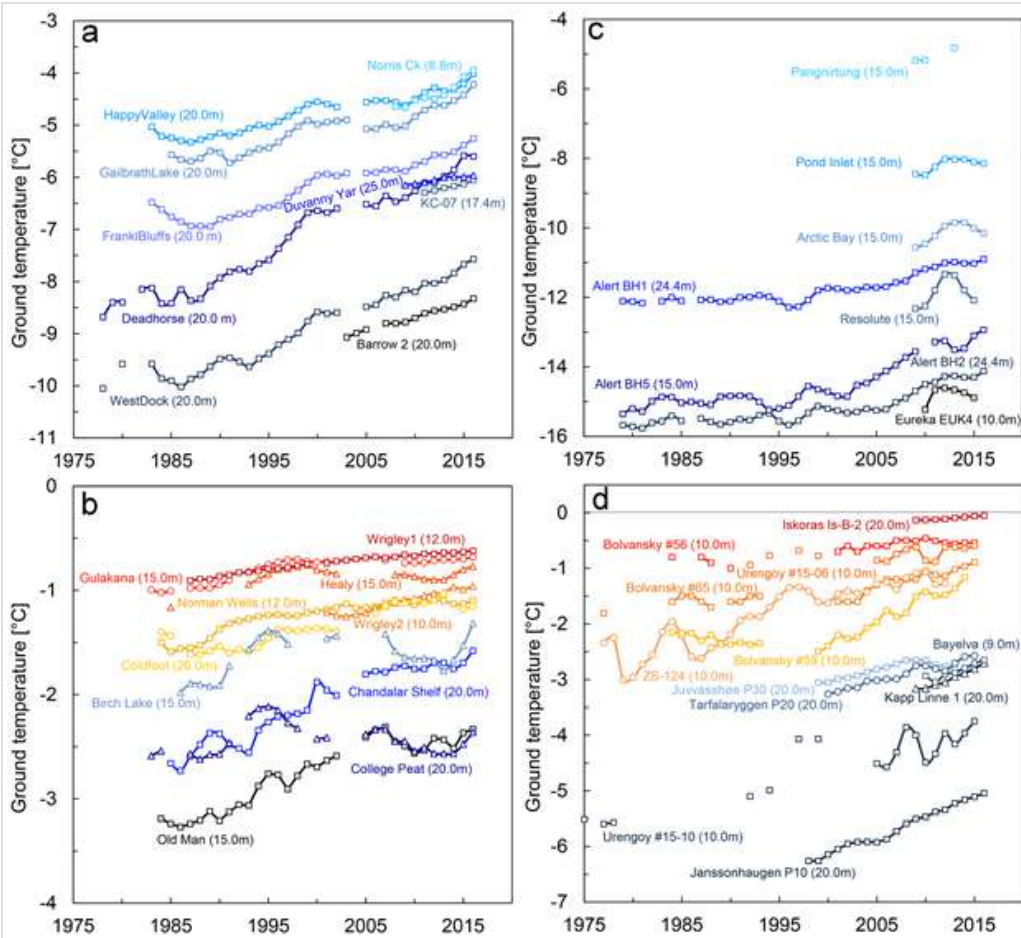 a
Ground temperature [°C]
-3
-4
-5
-6
-7
-8
-9
-10
-11
1975
1985
1995
2005
2015
Norris Ck (8.6m)
HappyValley (20.0m)
GailbrathLake (20.0m)
Duvanny Yar (25.0m)
KC-07 (17.4m)
FranklBluffs (20.0 m)
Deadhorse (20.0 m)
Barrow 2 (20.0m)
WestDock (20.0m)
c
Ground temperature [°C]
-4
-6
-8
-10
-12
-14
-16
1975
1985
1995
2005
2015
Pangnirtung (15.0m)
Pond Inlet (15.0m)
Arctic Bay (15.0m)
Alert BH1 (24.4m)
Resolute (15.0m)
Alert BH2 (24.4m)
Alert BH5 (15.0m)
Eureka EUK4 (10.0m)
b
Ground temperature [°C]
0
-1
-2
-3
-4
1975
1985
1995
2005
2015
Wrigley1 (12.0m)
Gulakana (15.0m)
Healy (15.0m)
Norman Wells (12.0m)
Wrigley2 (10.0m)
Coldfoot (20.0m)
Birch Lake (15.0m)
Chandalar Shelf (20.0m)
College Peat (20.0m)
Old Man (15.0m)
d
Ground temperature [°C]
0
-1
-2
-3
-4
-5
-6
-7
1975
1985
1995
2005
2015
Iskoras Is-B-2 (20.0m)
Bolvansky #56 (10.0m)
Urengoy #15-06 (10.0m)
Bolvansky #65 (10.0m)
Bolvansky #59 (10.0m)
ZS-124 (10.0m)
Bayelva (9.0m)
Juvvasshøe P30 (20.0m)
Tarfalaryggen P20 (20.0m)
Kapp Linne 1 (20.0m)
Urengoy #15-10 (10.0m)
Janssonhaugen P10 (20.0m)